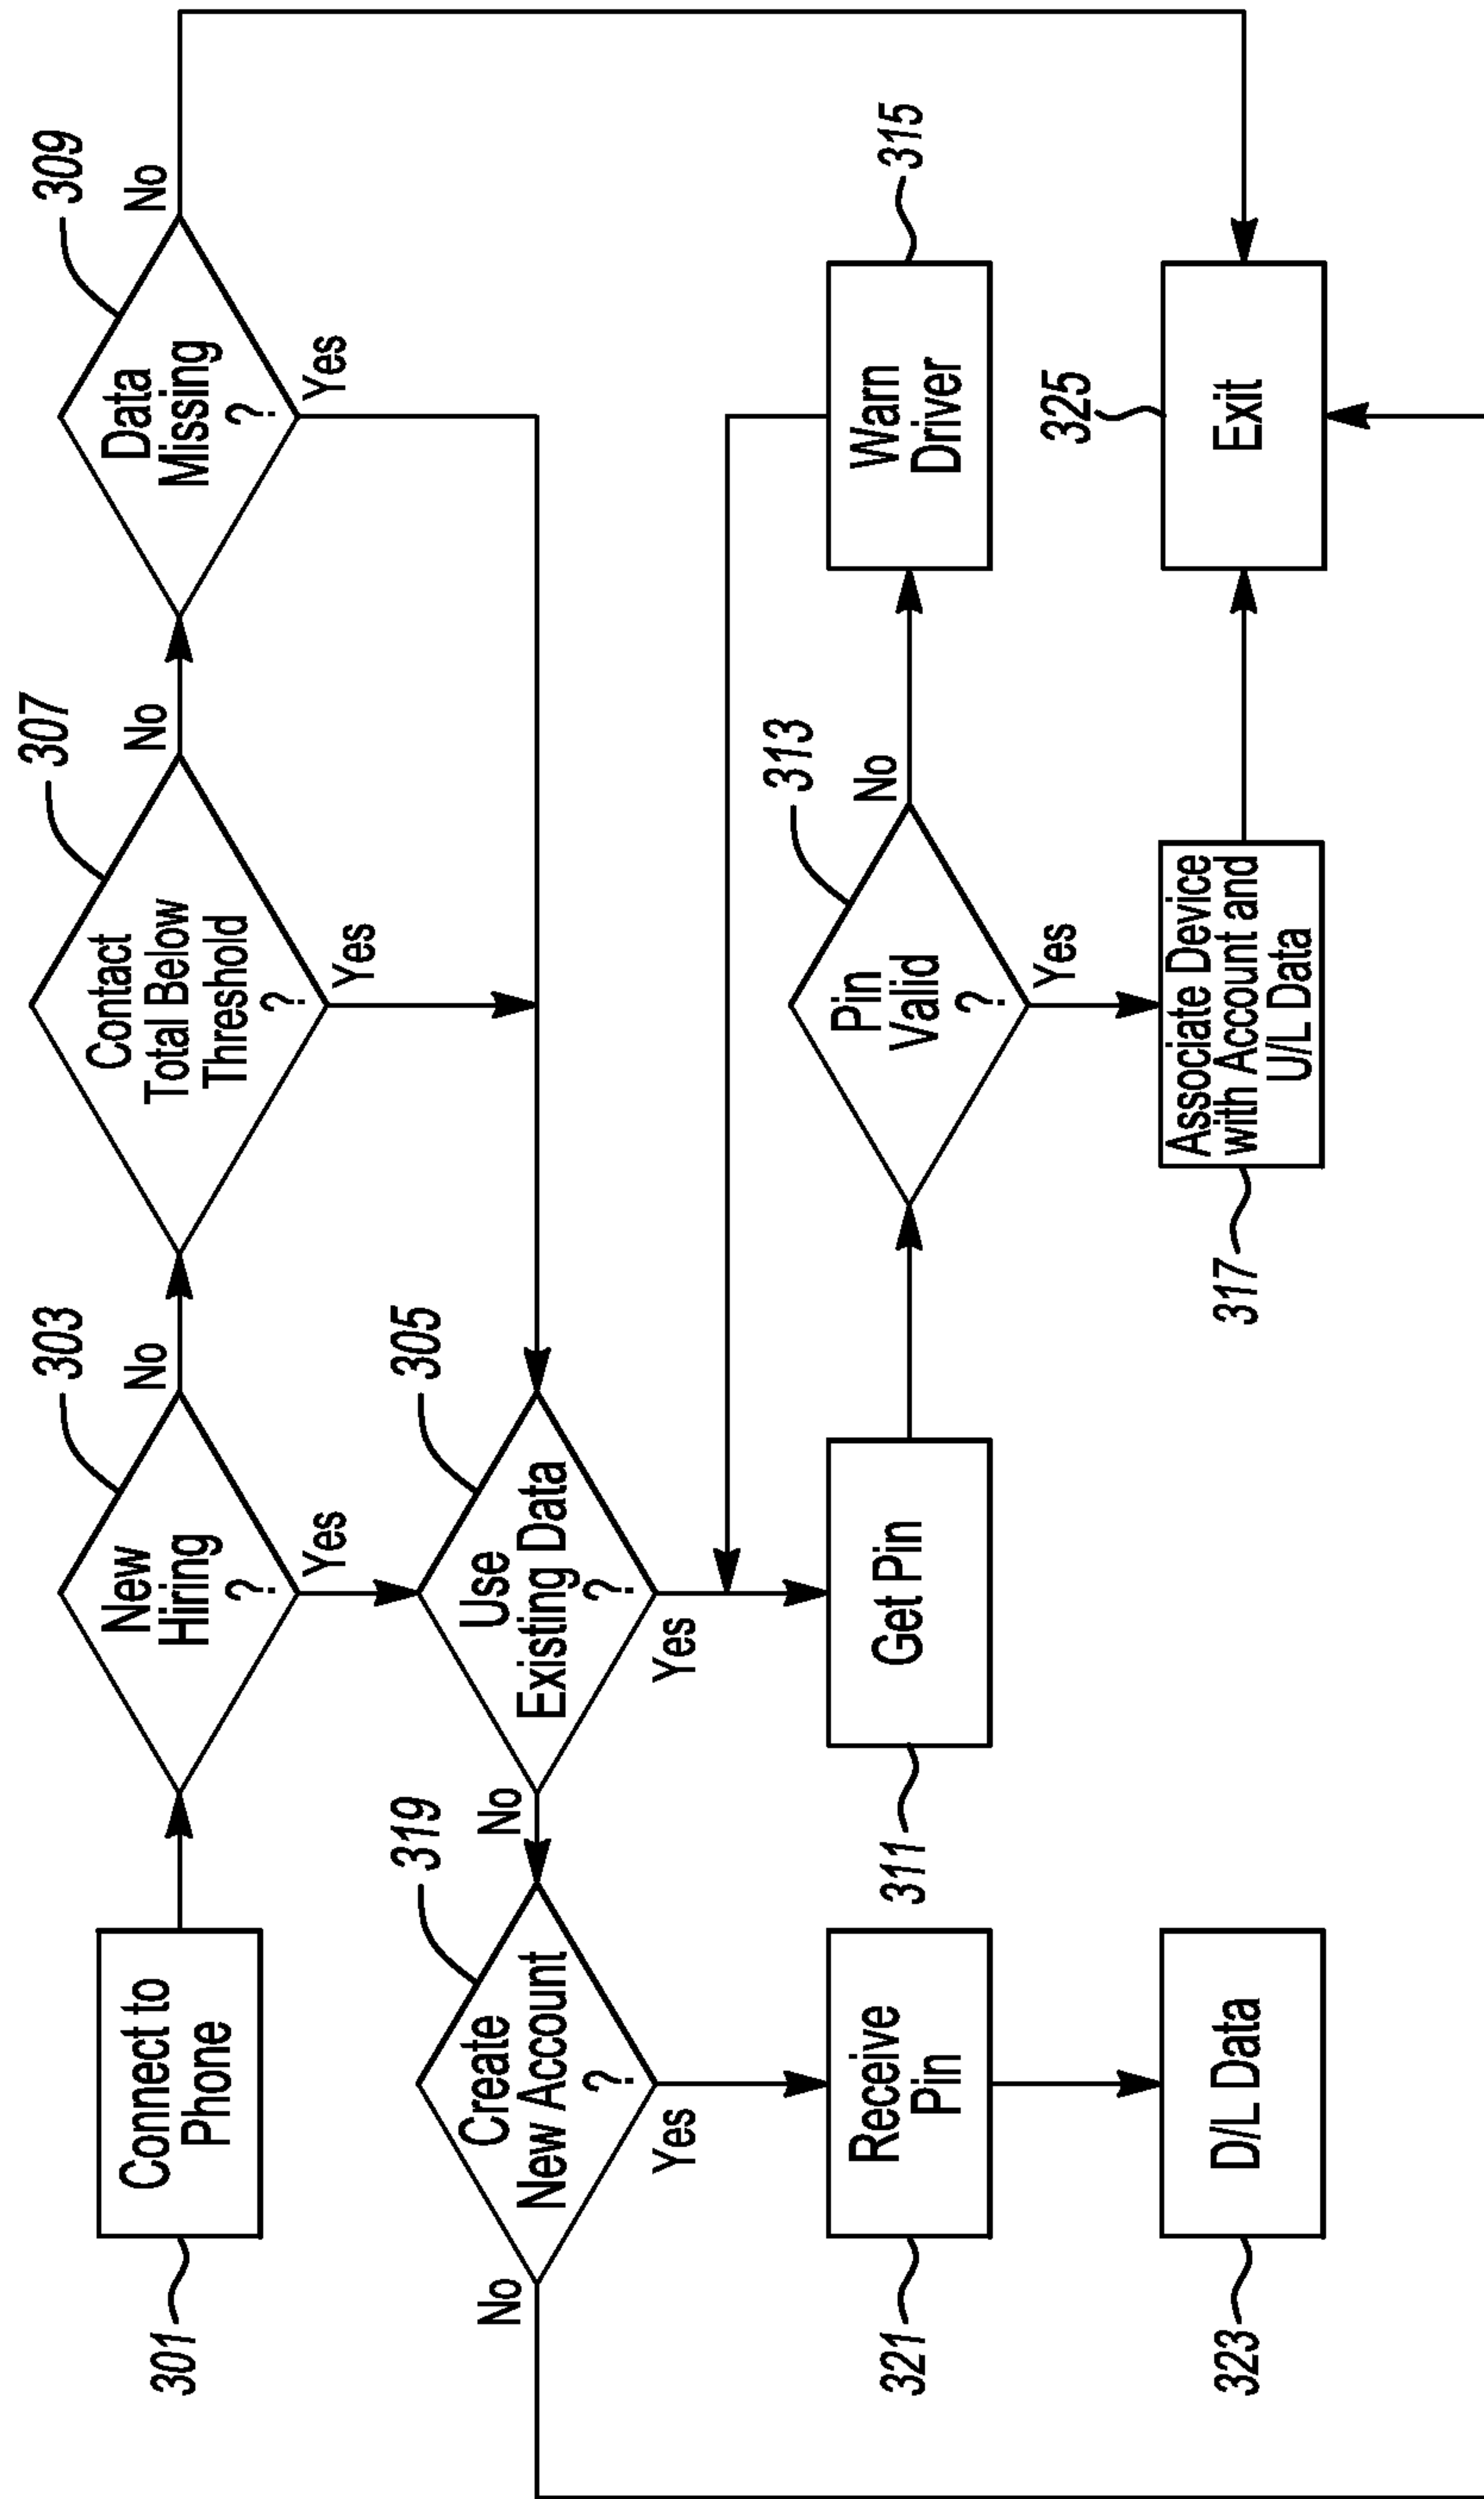 301
Connect to
Phone
303
New
Hiring
?
No
Yes
307
Contact
Total Below
Threshold
?
No
Yes
309
Data
Missing
?
No
Yes
319
Create
New Account
?
No
Yes
305
Use
Existing Data
?
No
Yes
321
Receive
Pin
311
Get Pin
313
Pin
Valid
?
No
Yes
315
Warn
Driver
323
D/L Data
317
Associate Device
with Account and
U/L Data
325
Exit